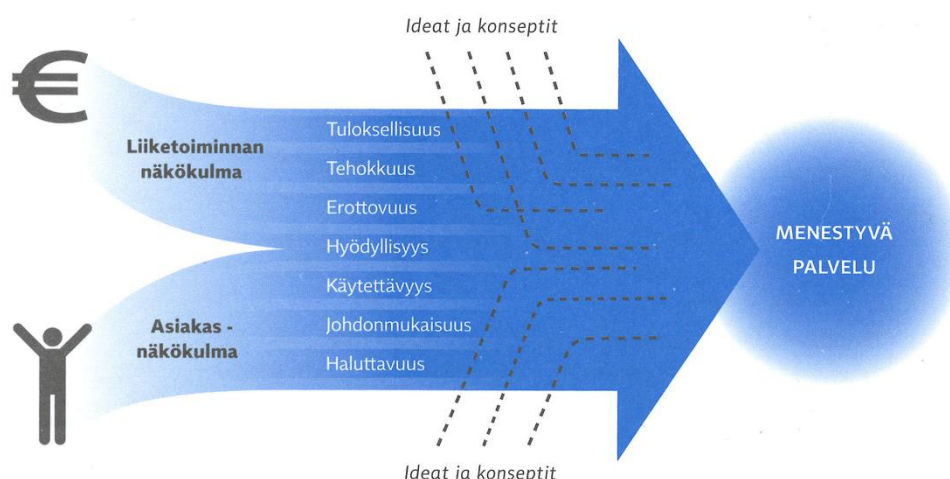 Ideat ja konseptit
€
Liiketoiminnan
näkökulma
Tuloksellisuus
Tehokkuus
Erottovuus
Hyödyllisyys
Käytettävyys
Johdonmukaisuus
Haluttavuus
Asiakas -
näkökulma
MENESTYVÄ
PALVELU
Ideat ja konseptit